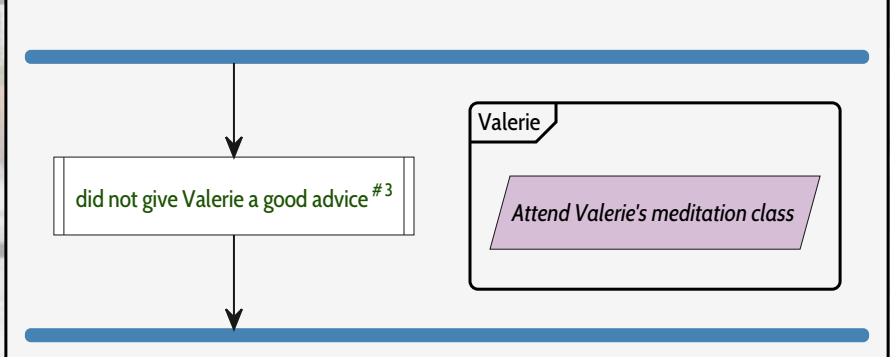 Valerie
did not give Valerie a good advice #3
Attend Valerie's meditation class